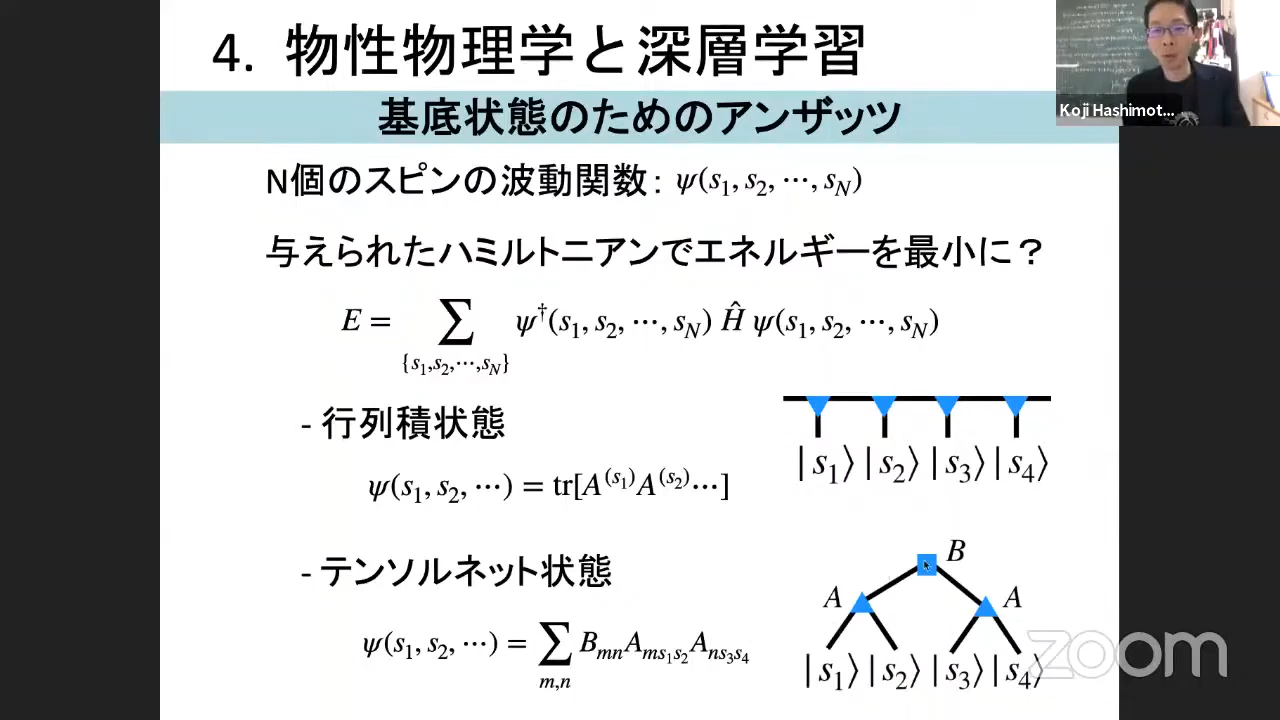 4. 物性物理学と深層学習
Koji Hashimot...
基底状態のためのアンザッツ
N個のスピンの波動関数: ψ(s₁, s₂, ⋯, s_N)
与えられたハミルトニアンでエネルギーを最小に？
E = ∑_{{s₁,s₂,⋯,s_N}} ψ†(s₁, s₂, ⋯, s_N) Ĥ ψ(s₁, s₂, ⋯, s_N)
- 行列積状態
|s₁⟩|s₂⟩|s₃⟩|s₄⟩
ψ(s₁, s₂, ⋯) = tr[A^(s₁)A^(s₂)⋯]
B
- テンソルネット状態
A A
ψ(s₁, s₂, ⋯) = ∑_{m,n} B_{mn}A_{ms₁s₂}A_{ns₃s₄}
|s₁⟩|s₂⟩|s₃⟩|s₄⟩
zoom